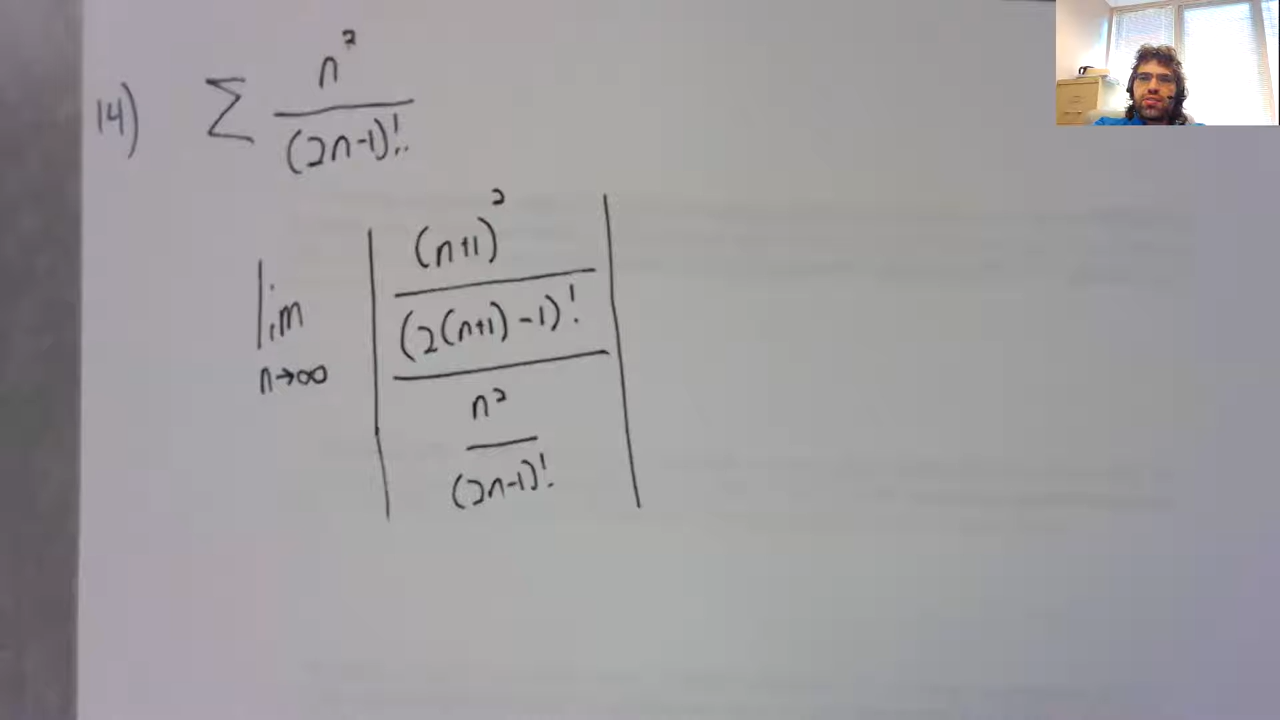 14) Σ n²
(2n-1)!
lim n→∞ | (n+1)²
(2(n+1)-1)!
n²
(2n-1)! |